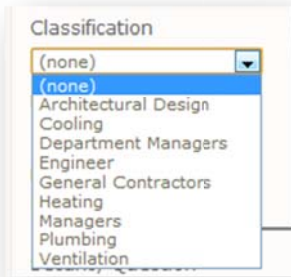 Classification
(none)
(none)
Architectural Design
Cooling
Department Managers
Engineer
General Contractors
Heating
Managers
Plumbing
Ventilation